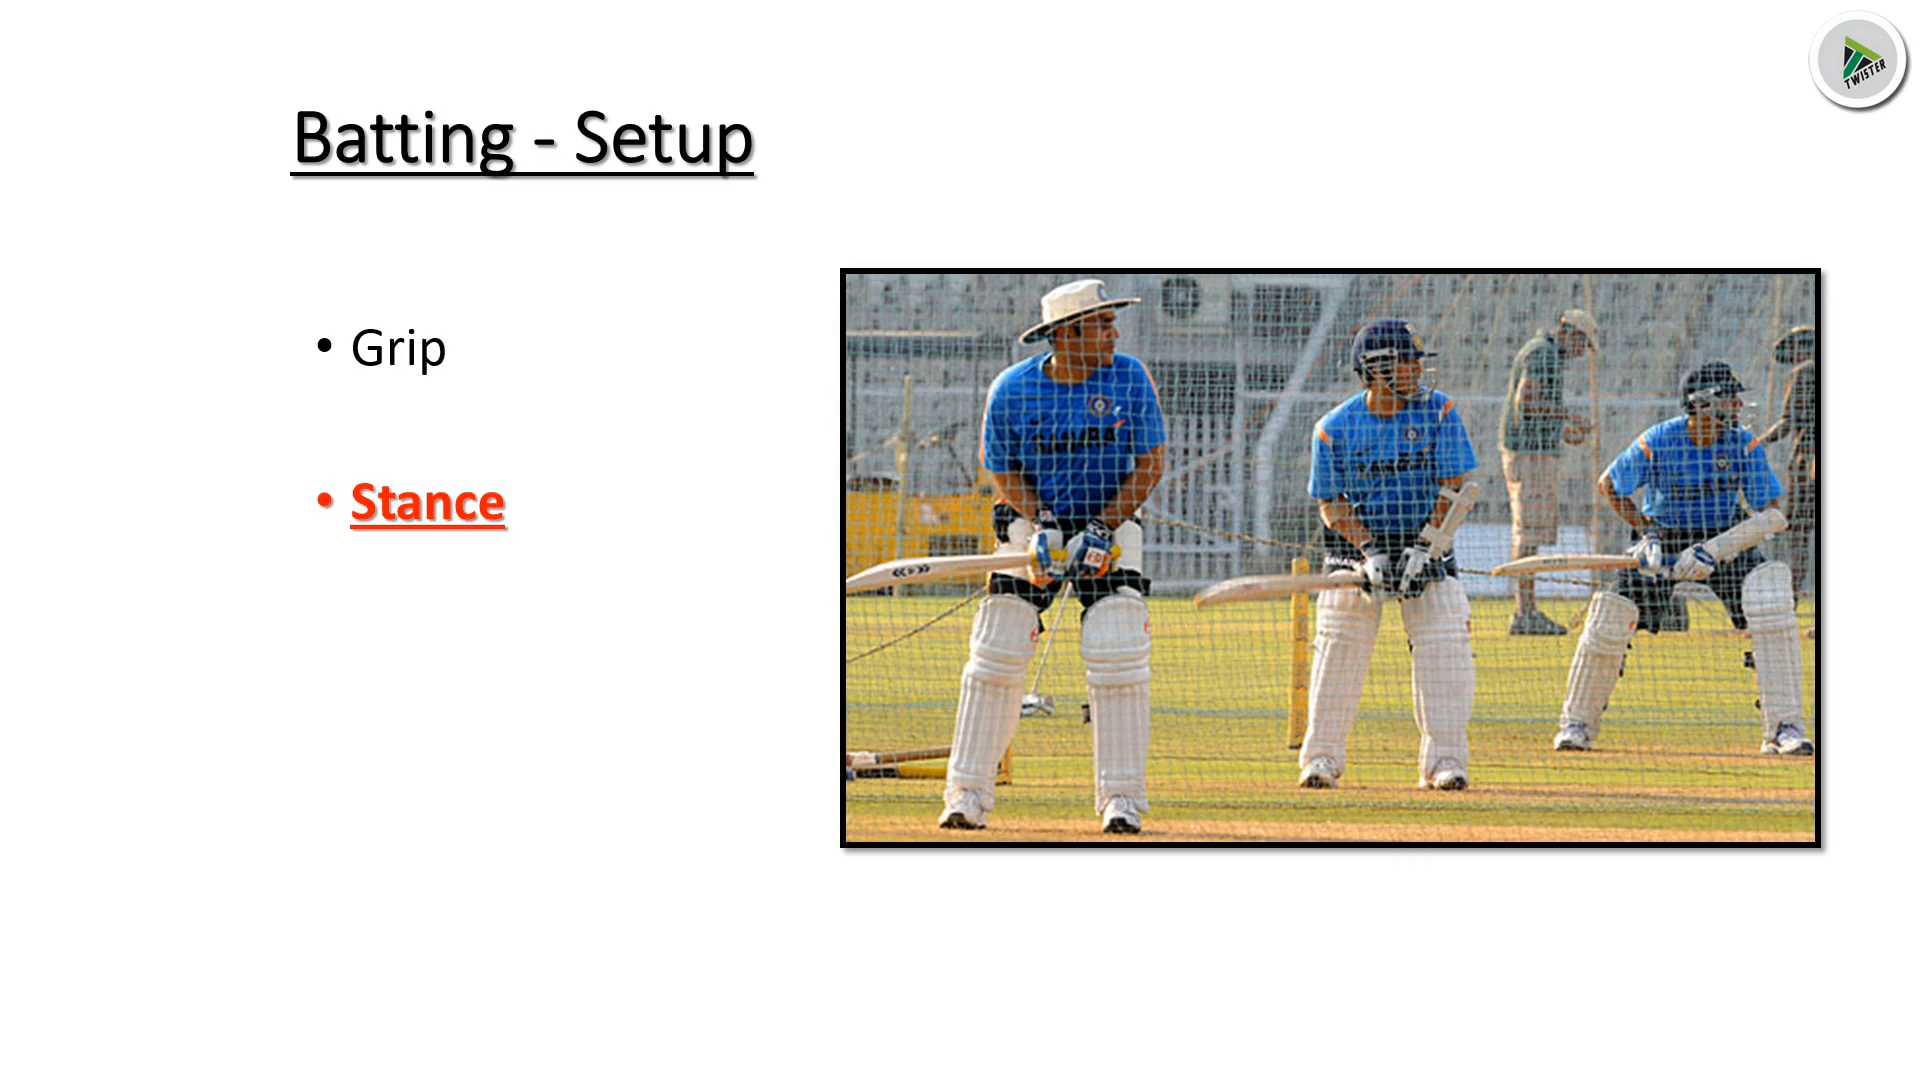 TWISTER
Batting - Setup
• Grip
• Stance